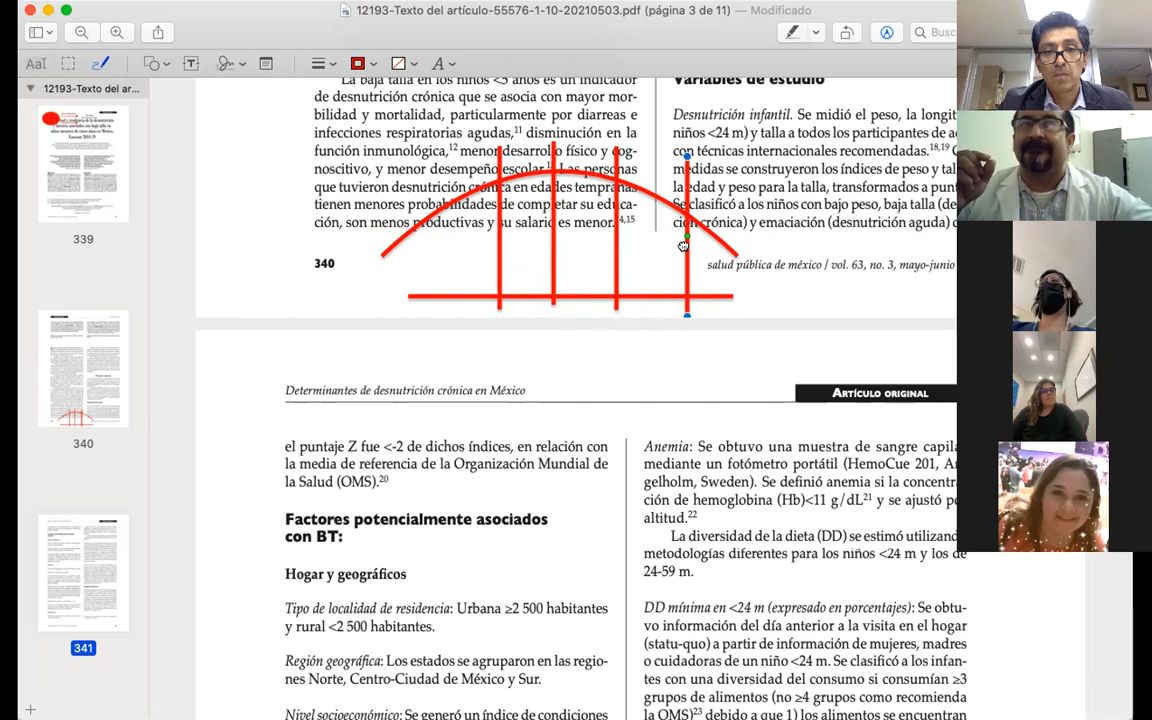 12193-Texto del artículo-55576-1-10-20210503.pdf (página 3 de 11) — Modificado
Busc
12193-Texto del ar...
339
340
341
La baja talla en los niños <5 años es un indicador
de desnutrición crónica que se asocia con mayor mor-
bilidad y mortalidad, particularmente por diarreas e
infecciones respiratorias agudas,11 disminución en la
función inmunológica,12 menor desarrollo físico y cog-
noscitivo, y menor desempeño escolar. Las personas
que tuvieron desnutrición crónica en edades tempranas
tienen menores probabilidades de completar su educa-
ción, son menos productivas y su salario es menor.14,15
340
Variables de estudio
Desnutrición infantil. Se midió el peso, la longit
niños <24 m) y talla a todos los participantes de ac
con técnicas internacionales recomendadas.18,19
medidas se construyeron los índices de peso y tal
la edad y peso para la talla, transformados a punt
Se clasificó a los niños con bajo peso, baja talla (de
ción crónica) y emaciación (desnutrición aguda) c
salud pública de méxico / vol. 63, no. 3, mayo-junio
Determinantes de desnutrición crónica en México
Artículo original
el puntaje Z fue <-2 de dichos índices, en relación con
la media de referencia de la Organización Mundial de
la Salud (OMS).20
Factores potencialmente asociados
con BT:
Hogar y geográficos
Tipo de localidad de residencia: Urbana ≥2 500 habitantes
y rural <2 500 habitantes.
Región geográfica: Los estados se agruparon en las regio-
nes Norte, Centro-Ciudad de México y Sur.
Nivel socioeconómico: Se generó un índice de condiciones
Anemia: Se obtuvo una muestra de sangre capila
mediante un fotómetro portátil (HemoCue 201, Än
gelholm, Sweden). Se definió anemia si la concentra
ción de hemoglobina (Hb)<11 g/dL21 y se ajustó po
altitud.22
La diversidad de la dieta (DD) se estimó utilizando
metodologías diferentes para los niños <24 m y los de
24-59 m.
DD mínima en <24 m (expresado en porcentajes): Se obtu-
vo información del día anterior a la visita en el hogar
(statu-quo) a partir de información de mujeres, madres
o cuidadoras de un niño <24 m. Se clasificó a los infan-
tes con una diversidad del consumo si consumían ≥3
grupos de alimentos (no ≥4 grupos como recomienda
la OMS)23 debido a que 1) los alimentos se encuentran